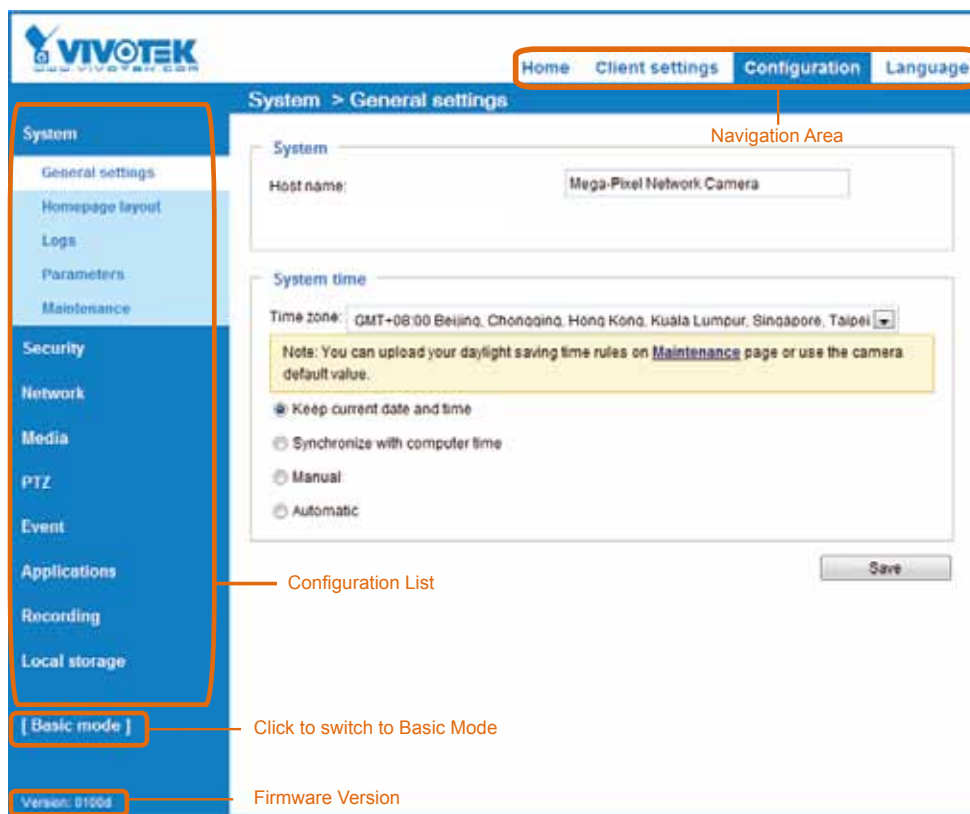 VIVOTEK
WWW.VIVOTEK.COM
Home Client settings Configuration Language
Navigation Area
System > General settings
System
General settings
Homepage layout
Logs
Parameters
Maintenance
Security
Network
Media
PTZ
Event
Applications
Recording
Local storage
[ Basic mode ]
Version: 0100d
System
Host name: Mega-Pixel Network Camera
System time
Time zone: GMT+08:00 Beijing, Chongqing, Hong Kong, Kuala Lumpur, Singapore, Taipei
Note: You can upload your daylight saving time rules on Maintenance page or use the camera
default value.
Keep current date and time
Synchronize with computer time
Manual
Automatic
Save
Configuration List
Click to switch to Basic Mode
Firmware Version